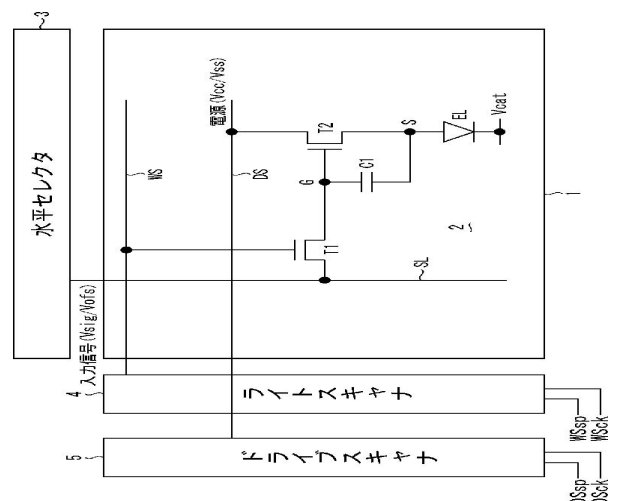 水平セレクタ
3
入力信号(Vsig/Vofs)
電源(Vcc/Vss)
WS
DS
T1
G
T2
C1
S
EL
Vcat
2
SL
1
4
ライトスキャナ
WSsp
WSck
5
ドライブスキャナ
DSsp
DSck